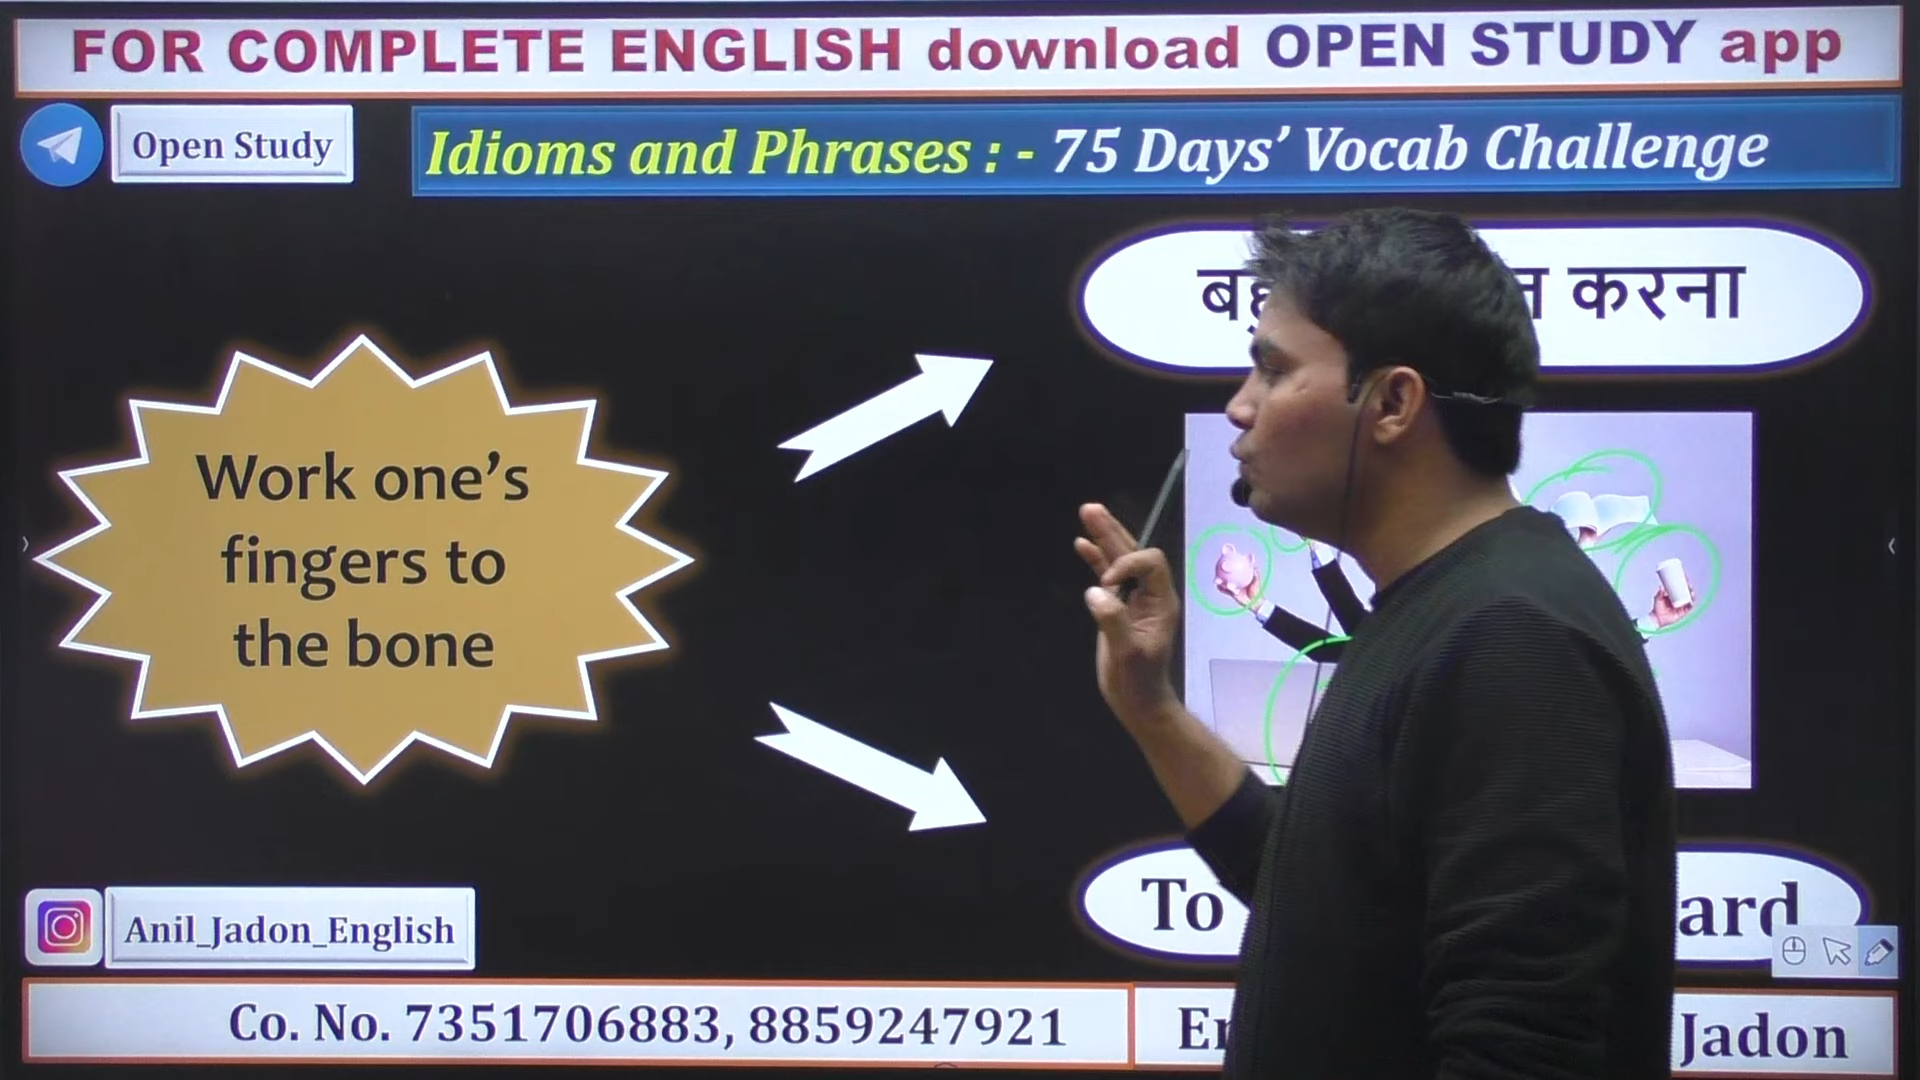 FOR COMPLETE ENGLISH download OPEN STUDY app
Open Study
Idioms and Phrases : - 75 Days’ Vocab Challenge
करना
Work one’s
fingers to
the bone
To
Anil_Jadon_English
Co. No. 7351706883, 8859247921
Jadon